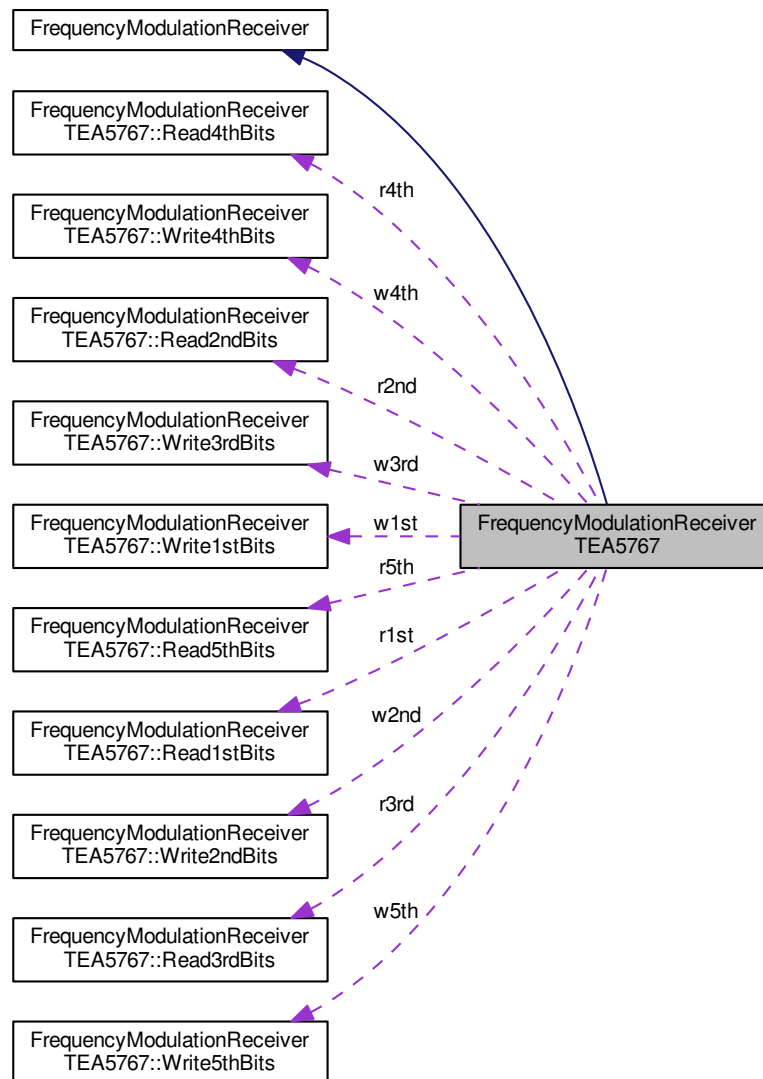 FrequencyModulationReceiver
FrequencyModulationReceiver
TEA5767::Read4thBits
r4th
FrequencyModulationReceiver
TEA5767::Write4thBits
w4th
FrequencyModulationReceiver
TEA5767::Read2ndBits
r2nd
FrequencyModulationReceiver
TEA5767::Write3rdBits
w3rd
FrequencyModulationReceiver
TEA5767::Write1stBits
w1st
FrequencyModulationReceiver
TEA5767
FrequencyModulationReceiver
TEA5767::Read5thBits
r5th
FrequencyModulationReceiver
TEA5767::Read1stBits
r1st
FrequencyModulationReceiver
TEA5767::Write2ndBits
w2nd
FrequencyModulationReceiver
TEA5767::Read3rdBits
r3rd
FrequencyModulationReceiver
TEA5767::Write5thBits
w5th